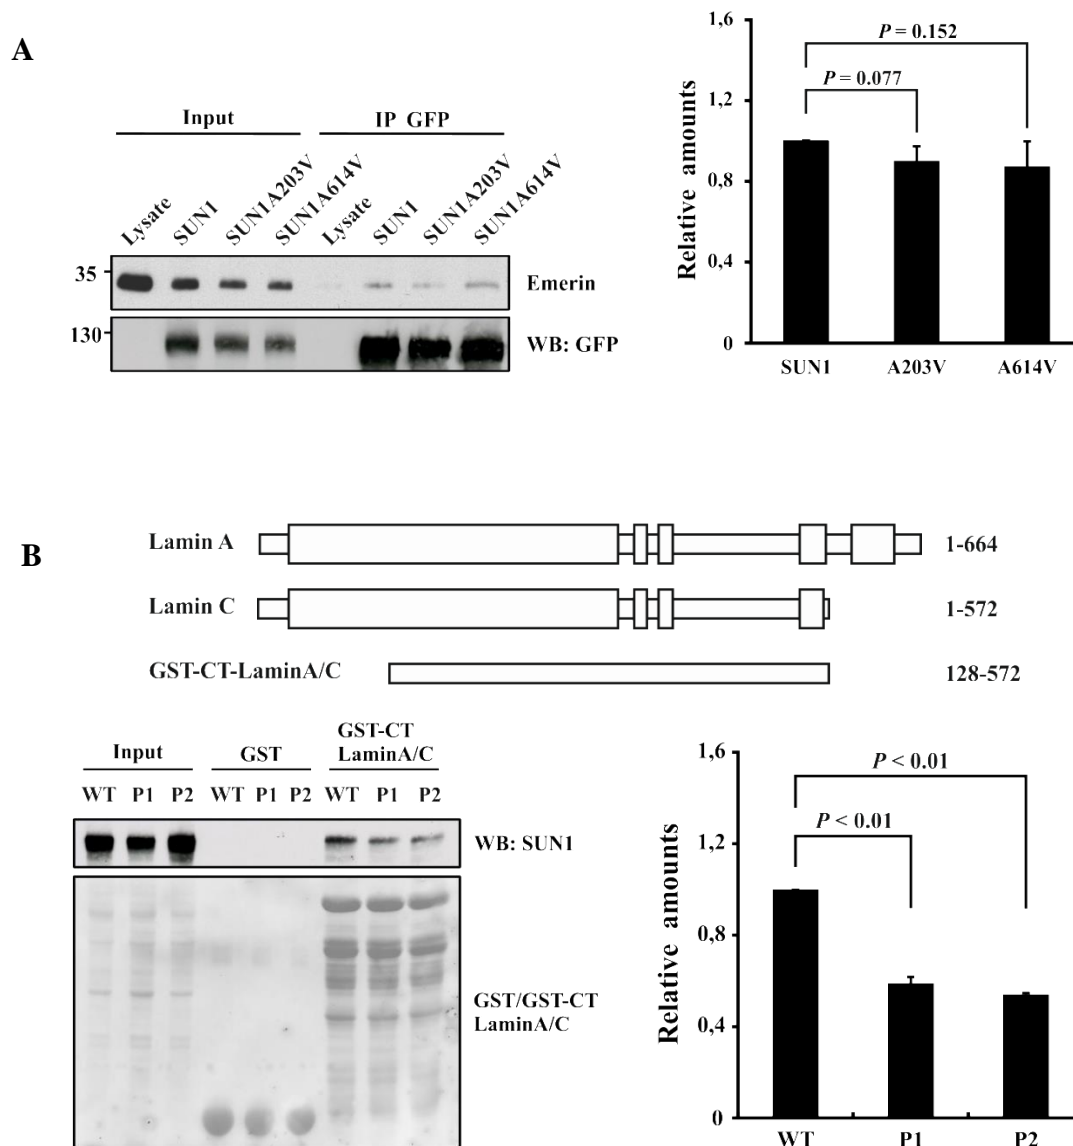 A
Input
IP GFP
Lysate
SUN1
SUN1A203V
SUN1A614V
Lysate
SUN1
SUN1A203V
SUN1A614V
35
Emerin
130
WB: GFP
1,6
1,2
0,8
0,4
0
Relative amounts
P = 0.152
P = 0.077
SUN1 A203V A614V
B
Lamin A 1-664
Lamin C 1-572
GST-CT-LaminA/C 128-572
Input GST GST-CT
LaminA/C
WT P1 P2 WT P1 P2 WT P1 P2
WB: SUN1
GST/GST-CT
LaminA/C
1,6
1,2
0,8
0,4
0
Relative amounts
P < 0.01
P < 0.01
WT P1 P2